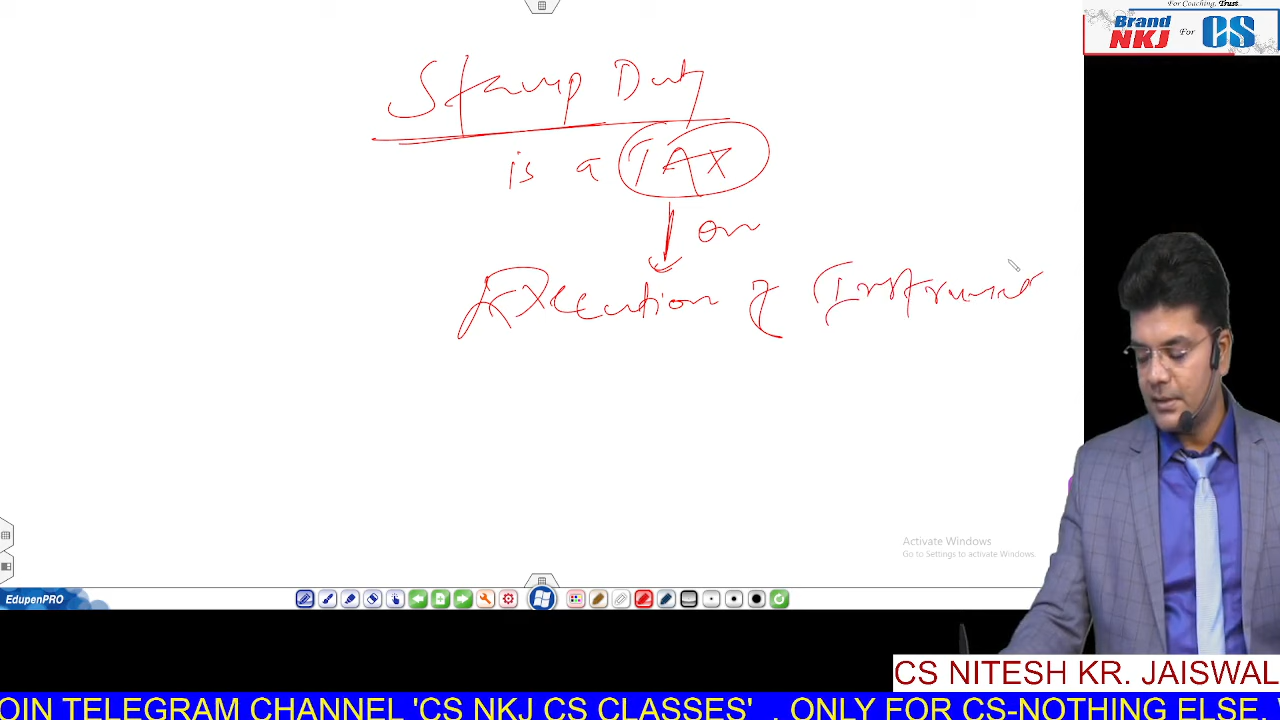 For Coaching, Trust
Brand
NKJ
For
CS
Stamp Duty
is a TAX
on
Execution of Instrument
Activate Windows
Go to Settings to activate Windows.
EdupenPRO
CS NITESH KR. JAISWAL
OIN TELEGRAM CHANNEL 'CS NKJ CS CLASSES' , ONLY FOR CS-NOTHING ELSE,